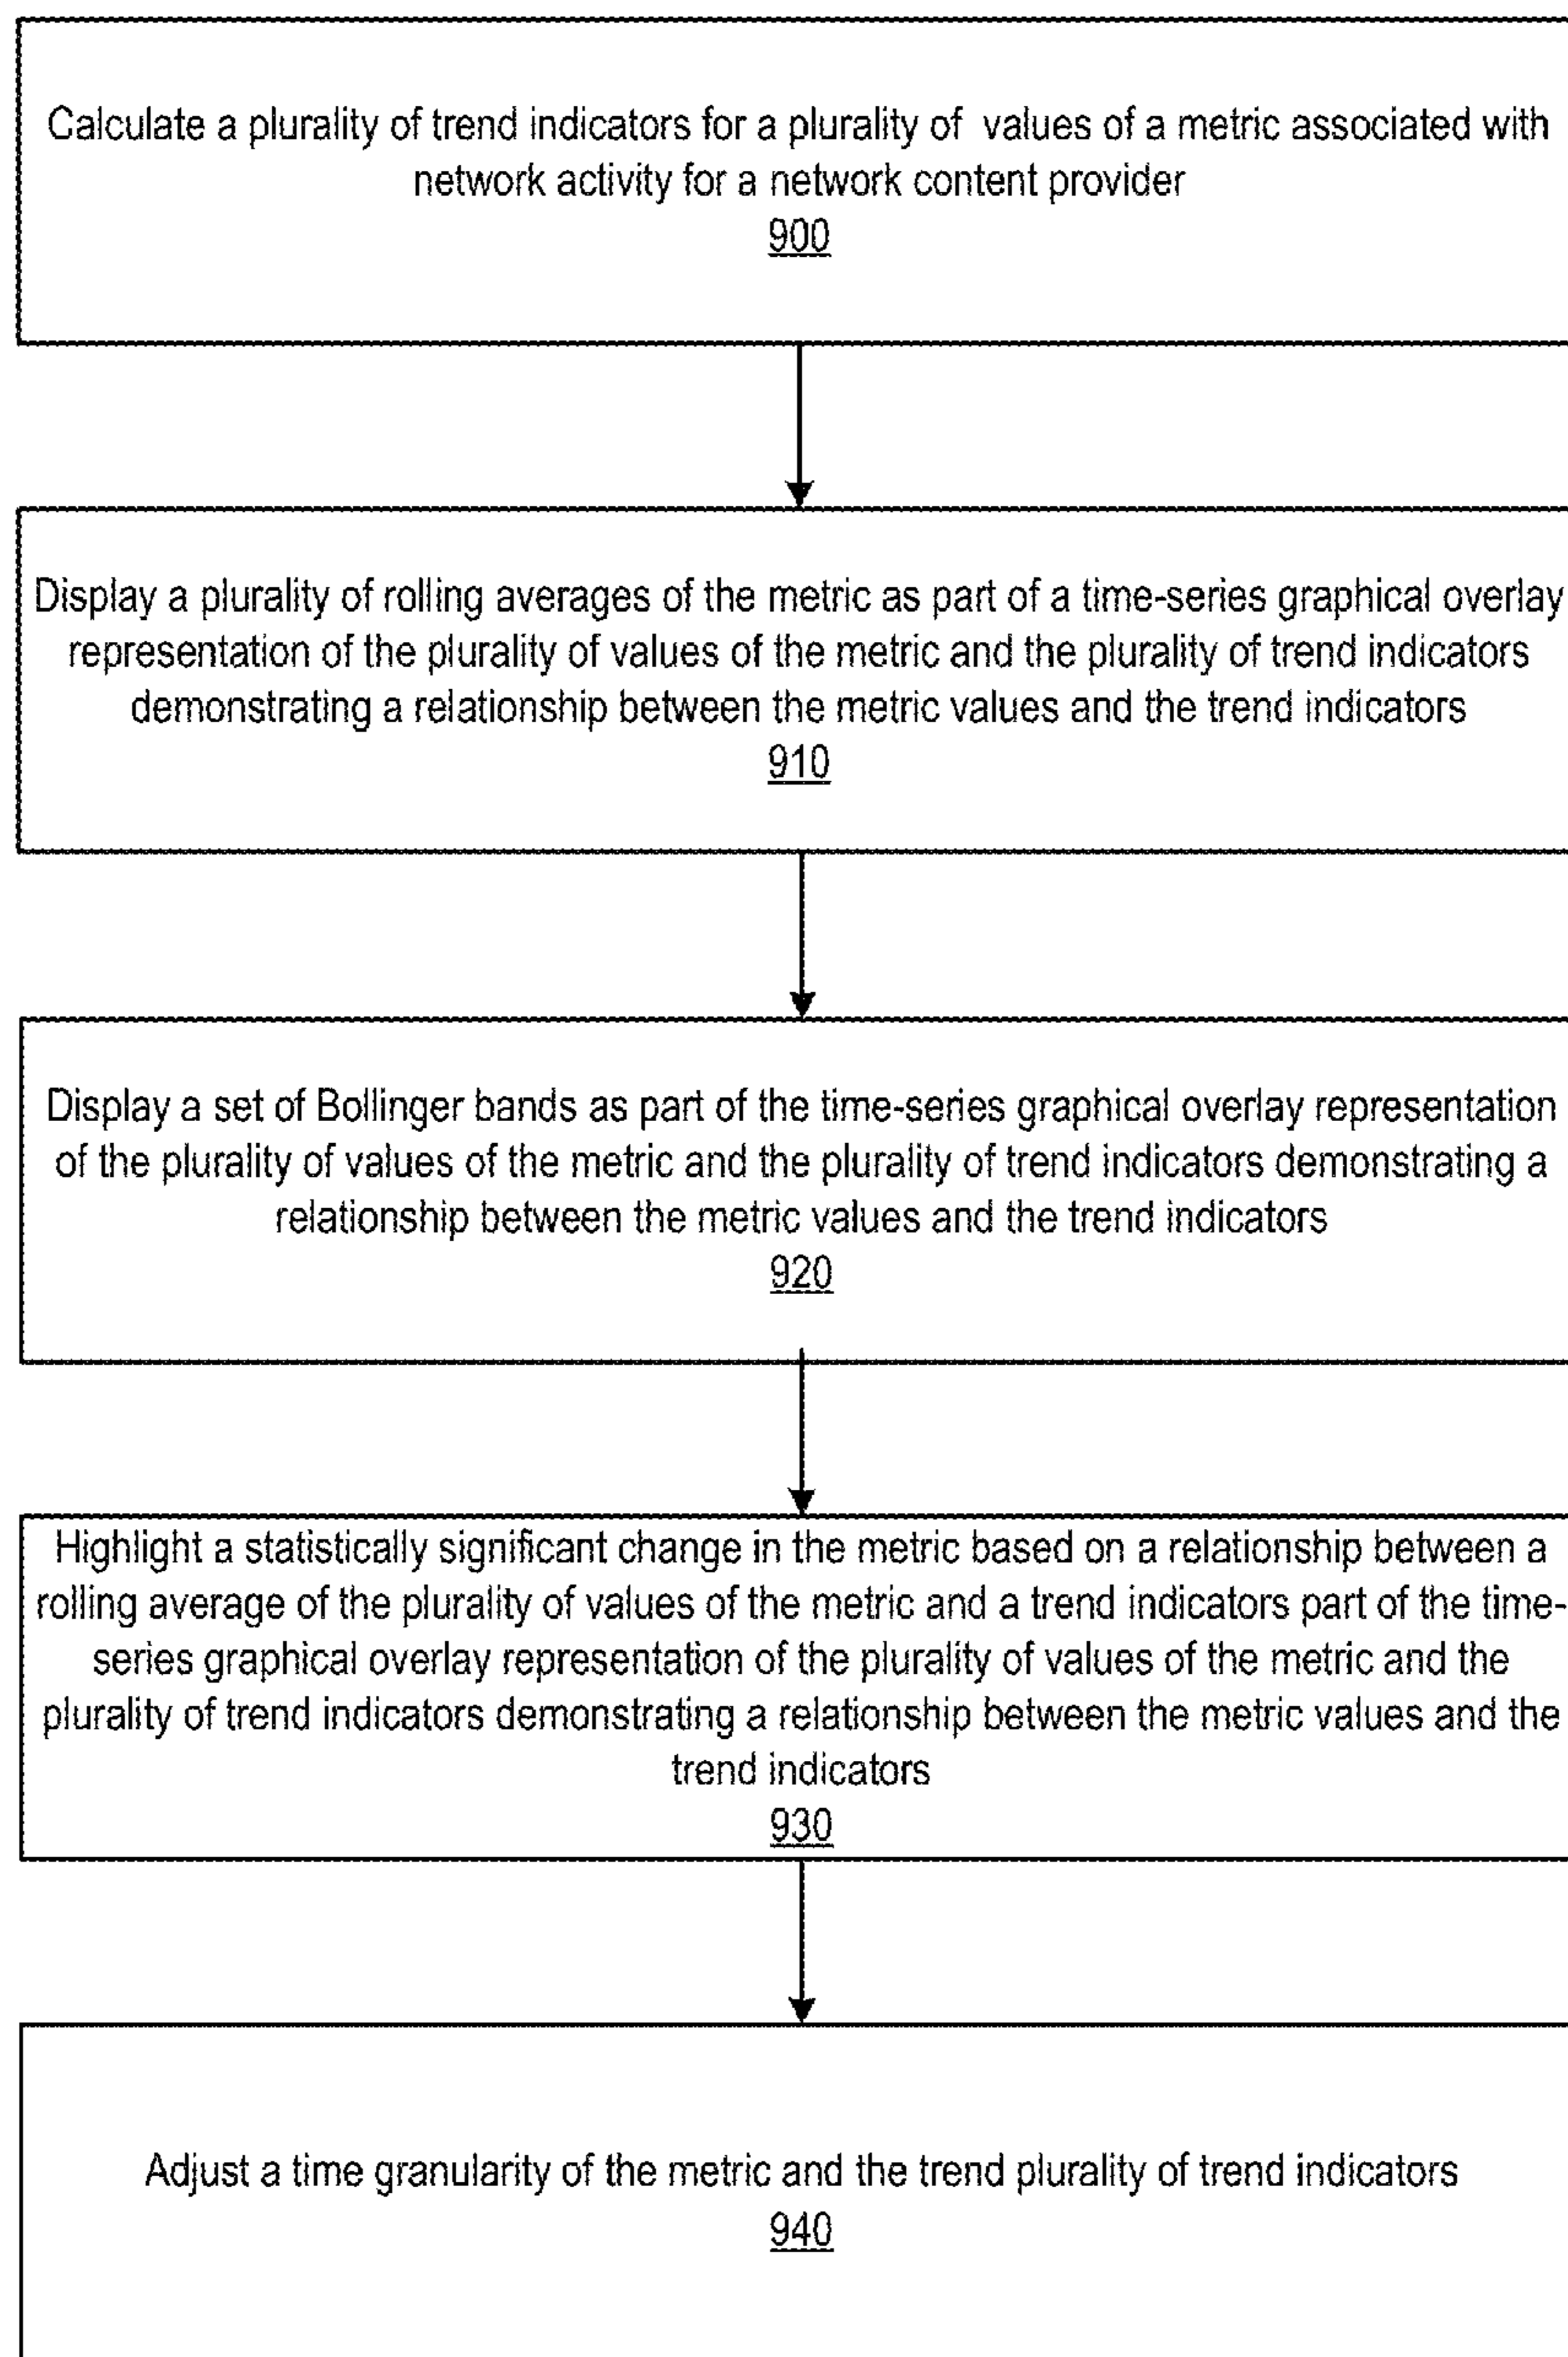 Calculate a plurality of trend indicators for a plurality of  values of a metric associated with
network activity for a network content provider
900
Display a plurality of rolling averages of the metric as part of a time-series graphical overlay
representation of the plurality of values of the metric and the plurality of trend indicators
demonstrating a relationship between the metric values and the trend indicators
910
Display a set of Bollinger bands as part of the time-series graphical overlay representation
of the plurality of values of the metric and the plurality of trend indicators demonstrating a
relationship between the metric values and the trend indicators
920
Highlight a statistically significant change in the metric based on a relationship between a
rolling average of the plurality of values of the metric and a trend indicators part of the time-
series graphical overlay representation of the plurality of values of the metric and the
plurality of trend indicators demonstrating a relationship between the metric values and the
trend indicators
930
Adjust a time granularity of the metric and the trend plurality of trend indicators
940